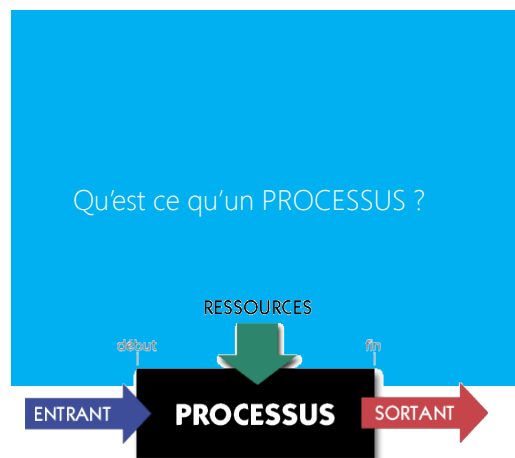 Qu'est ce qu'un PROCESSUS ?
RESSOURCES
début fin
ENTRANT PROCESSUS SORTANT